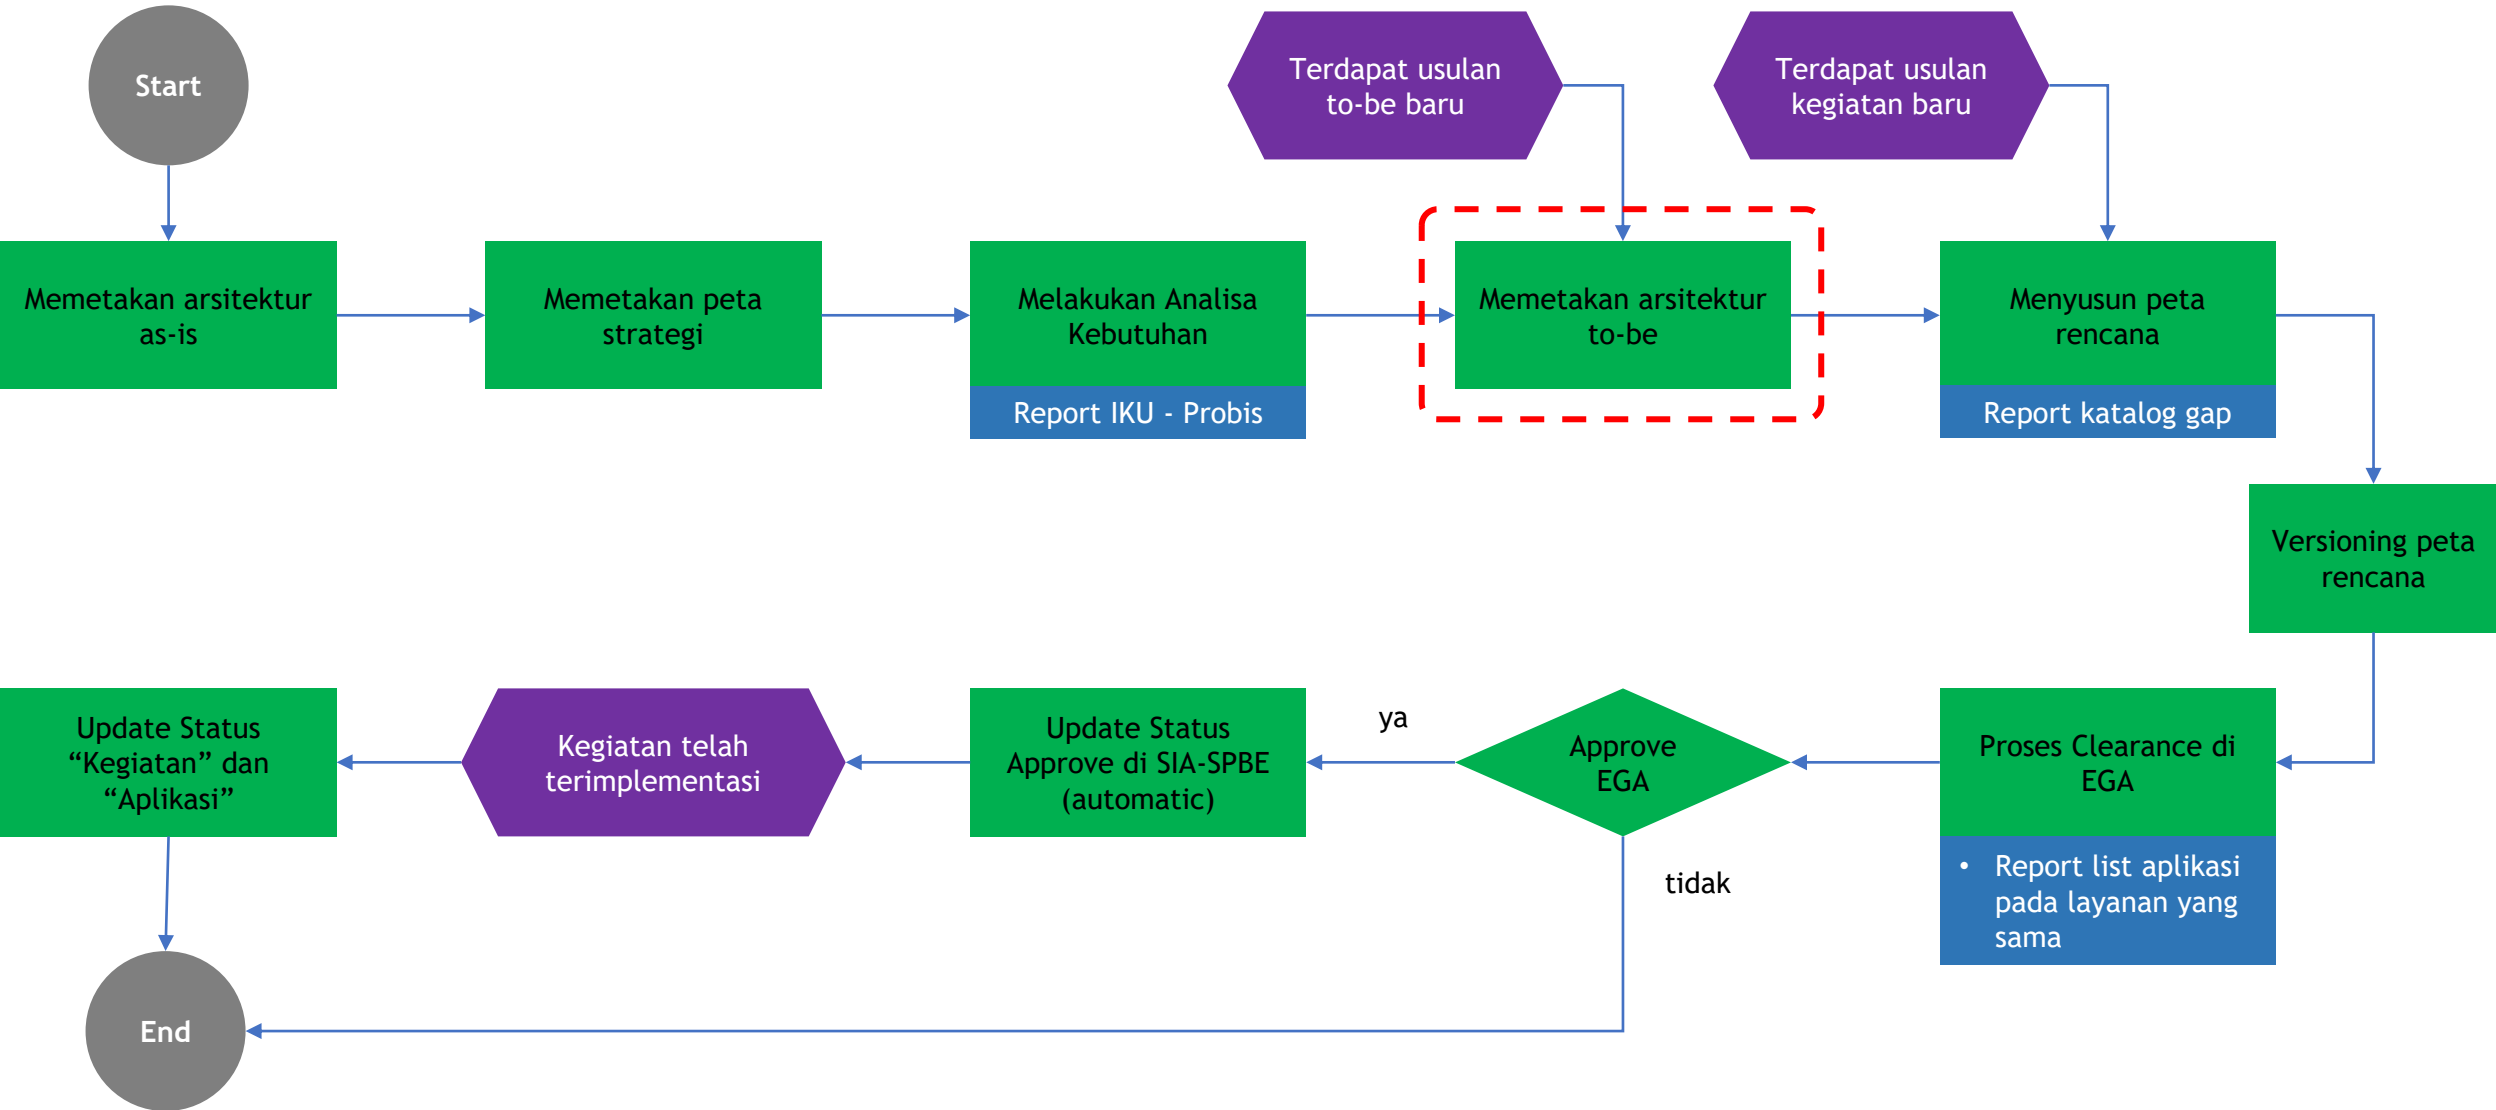 Start
Terdapat usulan
to-be baru
Terdapat usulan
kegiatan baru
Memetakan arsitektur
as-is
Memetakan peta
strategi
Melakukan Analisa
Kebutuhan
Report IKU - Probis
Memetakan arsitektur
to-be
Menyusun peta
rencana
Report katalog gap
Versioning peta
rencana
Proses Clearance di
EGA
• Report list aplikasi
pada layanan yang
sama
Approve
EGA
ya
tidak
Update Status
Approve di SIA-SPBE
(automatic)
Kegiatan telah
terimplementasi
Update Status
“Kegiatan” dan
“Aplikasi”
End